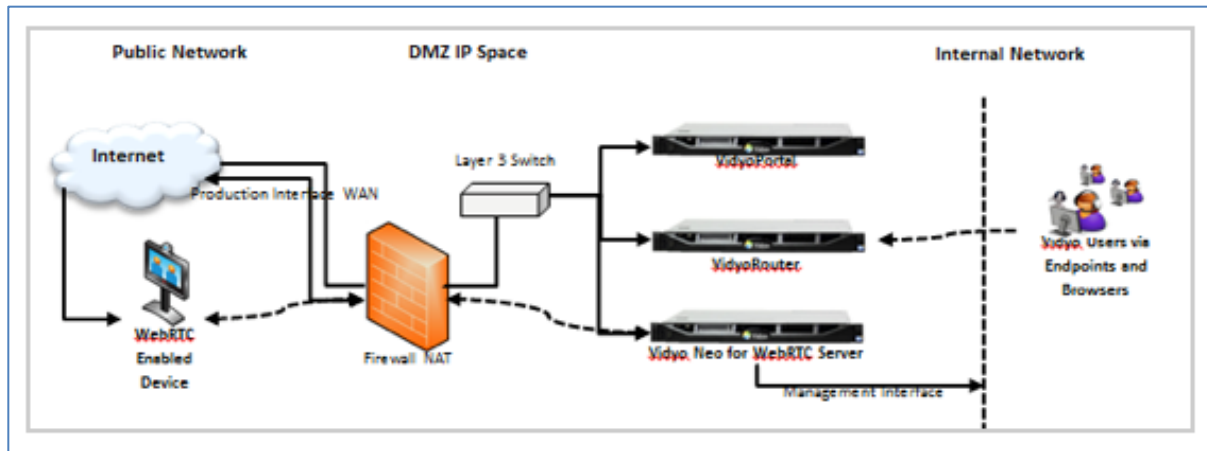 Public Network
DMZ IP Space
Internal Network
Internet
Layer 3 Switch
VidyoPortal
Production Interface WAN
VidyoRouter
Vidyo Users via
Endpoints and
Browsers
WebRTC
Enabled
Device
Firewall NAT
Vidyo Neo for WebRTC Server
Management Interface